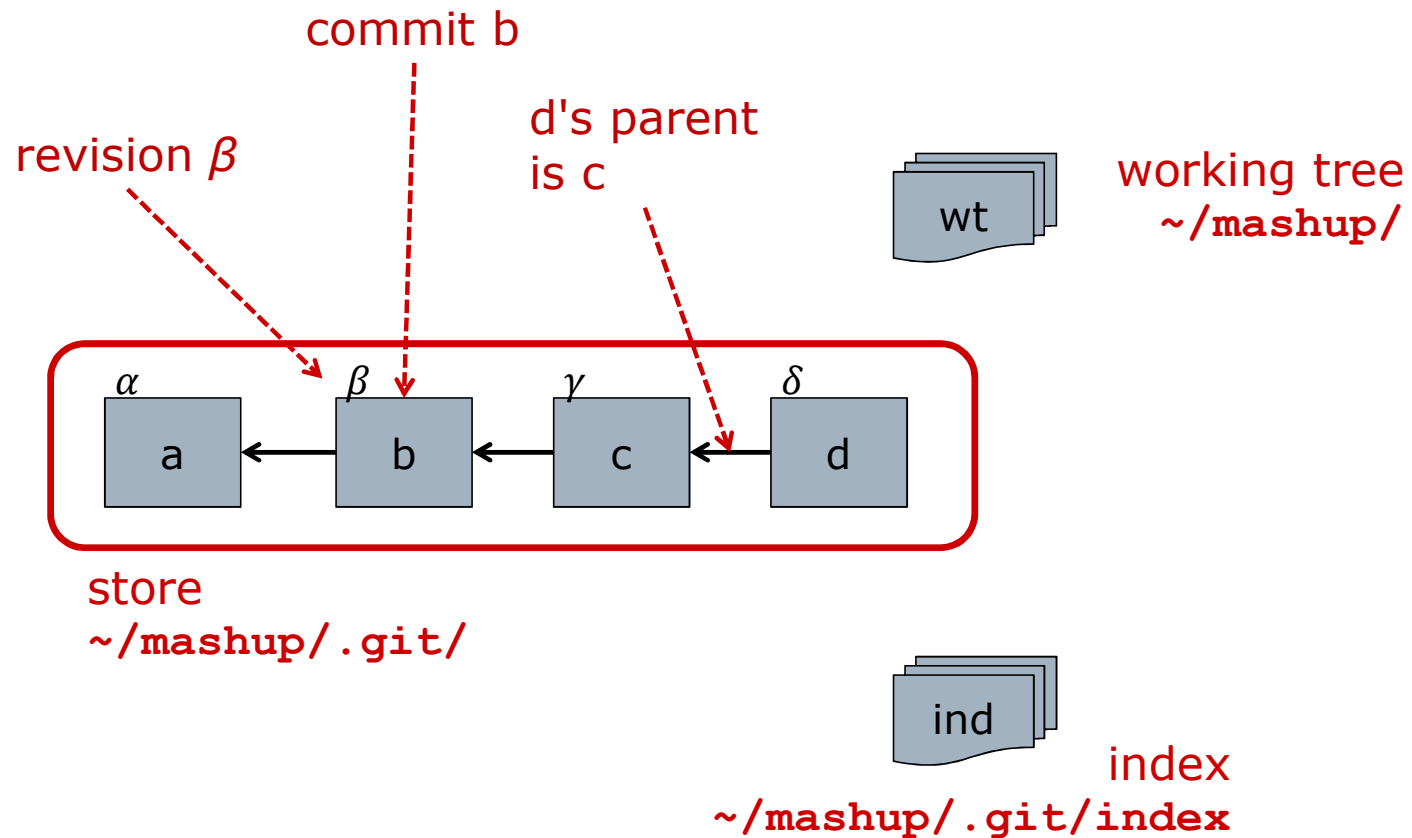 commit b
revision β
d's parent
is c
wt
working tree
~/mashup/
α
β
γ
δ
a
b
c
d
store
~/mashup/.git/
ind
index
~/mashup/.git/index